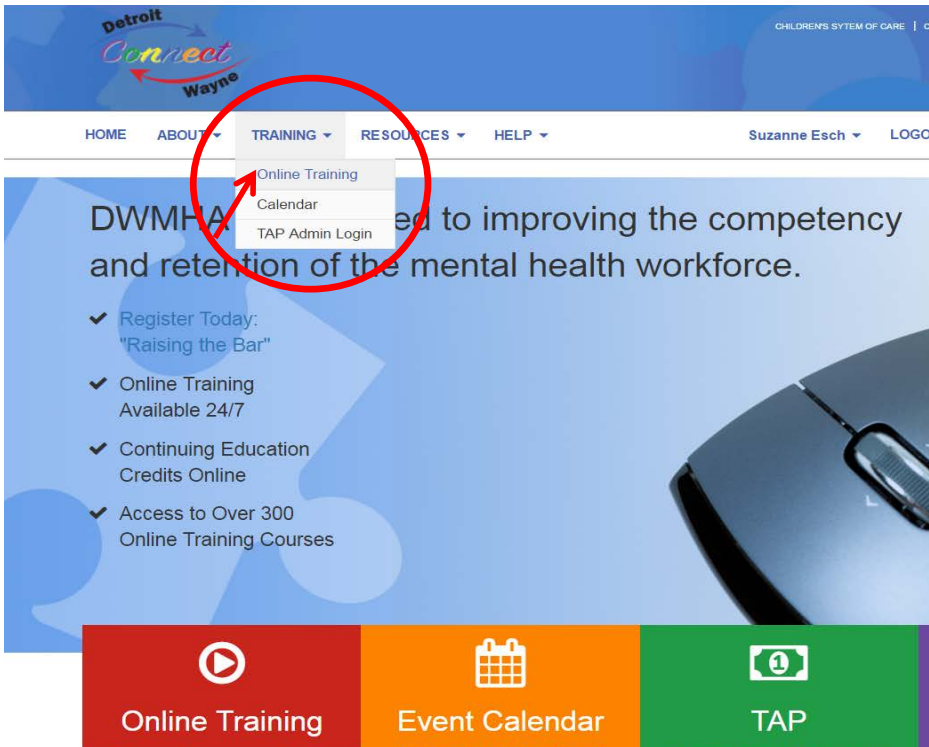 Detroit
Connect
Wayne
CHILDREN'S SYTEM OF CARE |
HOME ABOUT TRAINING RESOURCES HELP Suzanne Esch LOGO
Online Training
Calendar
TAP Admin Login
DWMHA ed to improving the competency
and retention of the mental health workforce.
Register Today:
"Raising the Bar"
Online Training
Available 24/7
Continuing Education
Credits Online
Access to Over 300
Online Training Courses
1
Online Training Event Calendar TAP